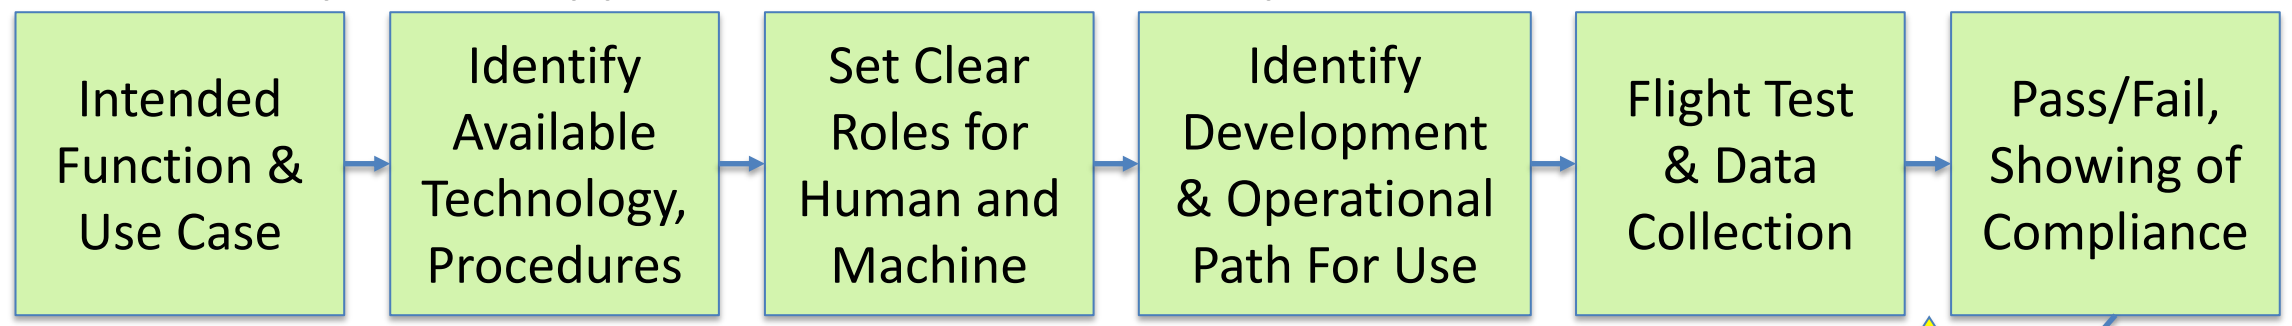 Intended
Function &
Use Case
Identify
Available
Technology,
Procedures
Set Clear
Roles for
Human and
Machine
Identify
Development
& Operational
Path For Use
Flight Test
& Data
Collection
Pass/Fail,
Showing of
Compliance